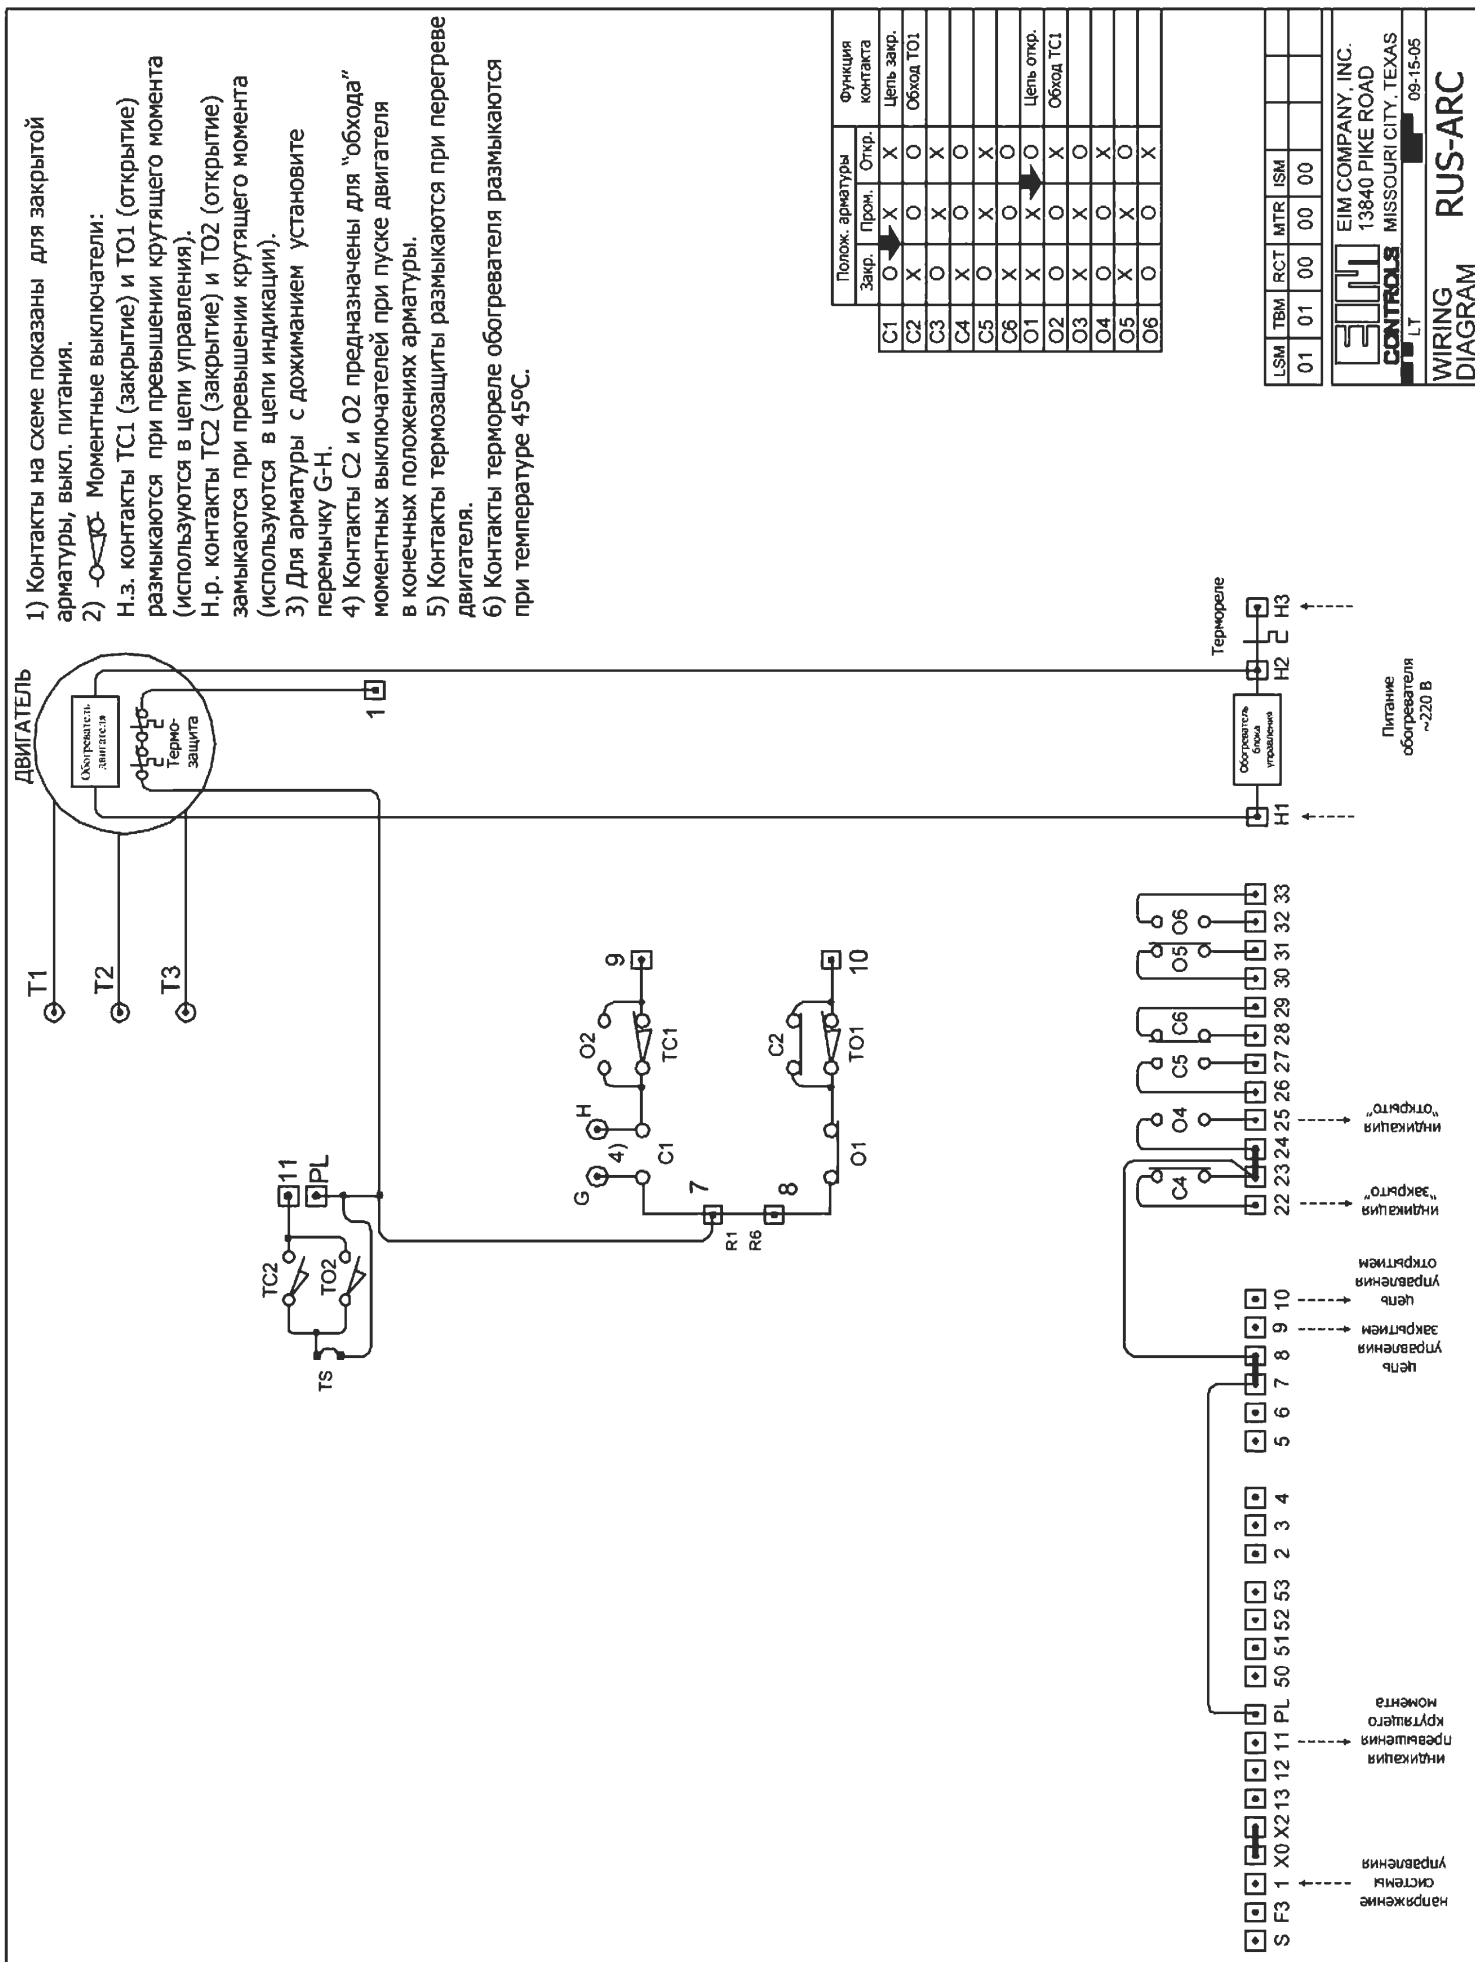 1) Контакты на схеме показаны для закрытой
арматуры, выкл. питания.
2) Моментные выключатели:
Н.з. контакты TC1 (закрытие) и TO1 (открытие)
размыкаются при превышении крутящего момента
(используются в цепи управления).
Н.р. контакты TC2 (закрытие) и TO2 (открытие)
замыкаются при превышении крутящего момента
(используются в цепи индикации).
3) Для арматуры с дожиманием установите
перемычку G-H.
4) Контакты C2 и O2 предназначены для "обхода"
моментных выключателей при пуске двигателя
в конечных положениях арматуры.
5) Контакты термозащиты размыкаются при перегреве
двигателя.
6) Контакты термореле обогревателя размыкаются
при температуре 45ºC.
ДВИГАТЕЛЬ
Обогреватель
двигателя
Термо-
защита
1
T1
T2
T3
11
PL
TC2
TO2
TS
9
O2
TC1
H
G
4)
C1
7
R1
R6
8
C2
TO1
10
O1
Полож. арматуры Функция
контакта
Закр. Пром. Откр.
C1 O X X Цепь закр.
C2 X O O Обход TO1
C3 O X X
C4 X O O
C5 O X X
C6 X O O
O1 X X O Цепь откр.
O2 O O X Обход TC1
O3 X X O
O4 O O X
O5 X X O
O6 O O X
Термореле
Обогреватель
блока
управления
H1 H2 H3
Питание
обогревателя
~220 В
C4 O4 C5 C6 O5 O6
S F3 1 X0 X2 13 12 11 PL 50 51 52 53 2 3 4 5 6 7 8 9 10 22 23 24 25 26 27 28 29 30 31 32 33
напряжение
системы
управления
индикация
превышения
крутящего
момента
цепь
управления
закрытием
цепь
управления
открытием
индикация
"закрыто"
индикация
"открыто"
LSM TBM RCT MTR ISM
01 01 00 00 00
EIM
CONTROLS
EIM COMPANY, INC.
13840 PIKE ROAD
MISSOURI CITY, TEXAS
LT 09-15-05
WIRING
DIAGRAM
RUS-ARC